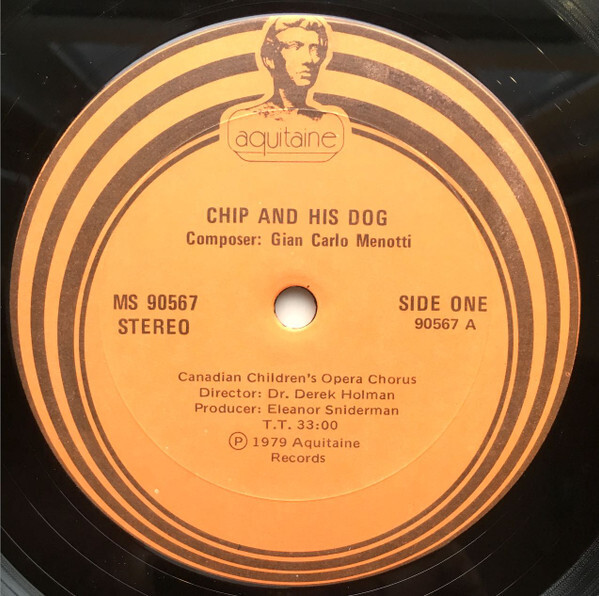 aquitaine
CHIP AND HIS DOG
Composer: Gian Carlo Menotti
MS 90567
STEREO
SIDE ONE
90567 A
Canadian Children's Opera Chorus
Director: Dr. Derek Holman
Producer: Eleanor Sniderman
T.T. 33:00
Ⓟ 1979 Aquitaine
Records